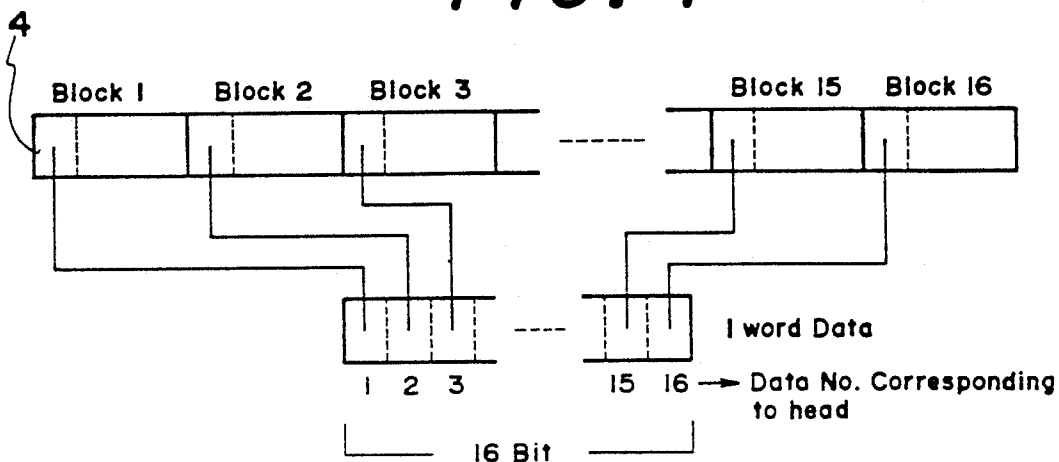 4
Block 1 Block 2 Block 3 Block 15 Block 16
1 word Data
1 2 3 15 16 → Data No. Corresponding
to head
16 Bit